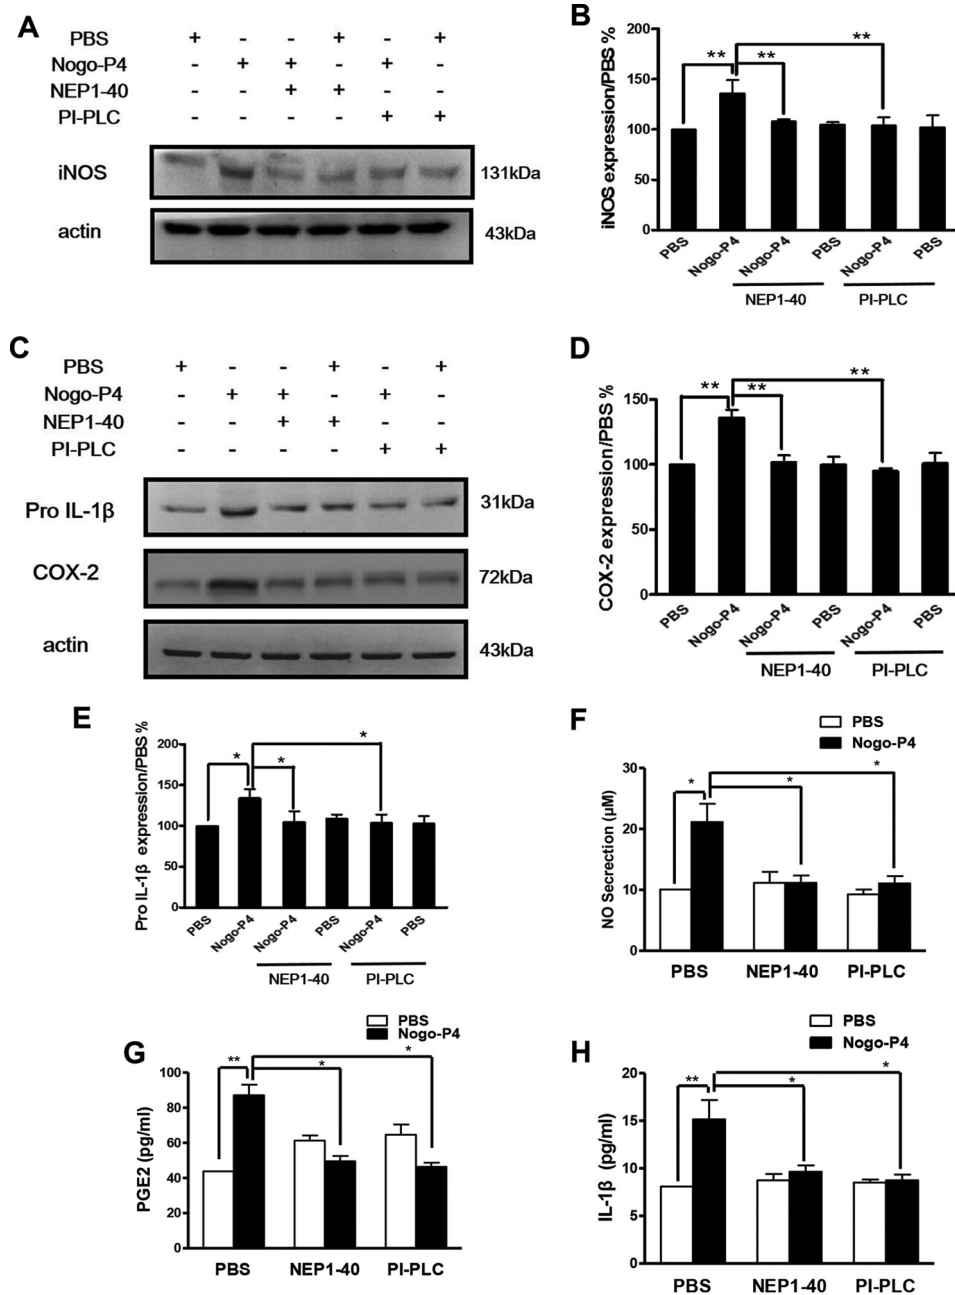 A
PBS + - - + - +
Nogo-P4 - + + - + -
NEP1-40 - - + + - -
PI-PLC - - - - + +
iNOS 131kDa
actin 43kDa
B
iNOS expression/PBS %
200
150
100
50
0
** ** **
PBS Nogo-P4 Nogo-P4 PBS Nogo-P4 PBS
NEP1-40 PI-PLC
C
PBS + - - + - +
Nogo-P4 - + + - + -
NEP1-40 - - + + - -
PI-PLC - - - - + +
Pro IL-1β 31kDa
COX-2 72kDa
actin 43kDa
D
COX-2 expression/PBS %
150
100
50
0
** ** **
PBS Nogo-P4 Nogo-P4 PBS Nogo-P4 PBS
NEP1-40 PI-PLC
E
Pro IL-1β expression/PBS %
200
150
100
50
0
* * *
PBS Nogo-P4 Nogo-P4 PBS Nogo-P4 PBS
NEP1-40 PI-PLC
F
PBS
Nogo-P4
NO Secrection (μM)
30
20
10
0
* * *
PBS NEP1-40 PI-PLC
G
PBS
Nogo-P4
PGE2 (pg/ml)
100
80
60
40
20
0
** * *
PBS NEP1-40 PI-PLC
H
PBS
Nogo-P4
IL-1β (pg/ml)
20
15
10
5
0
** * *
PBS NEP1-40 PI-PLC